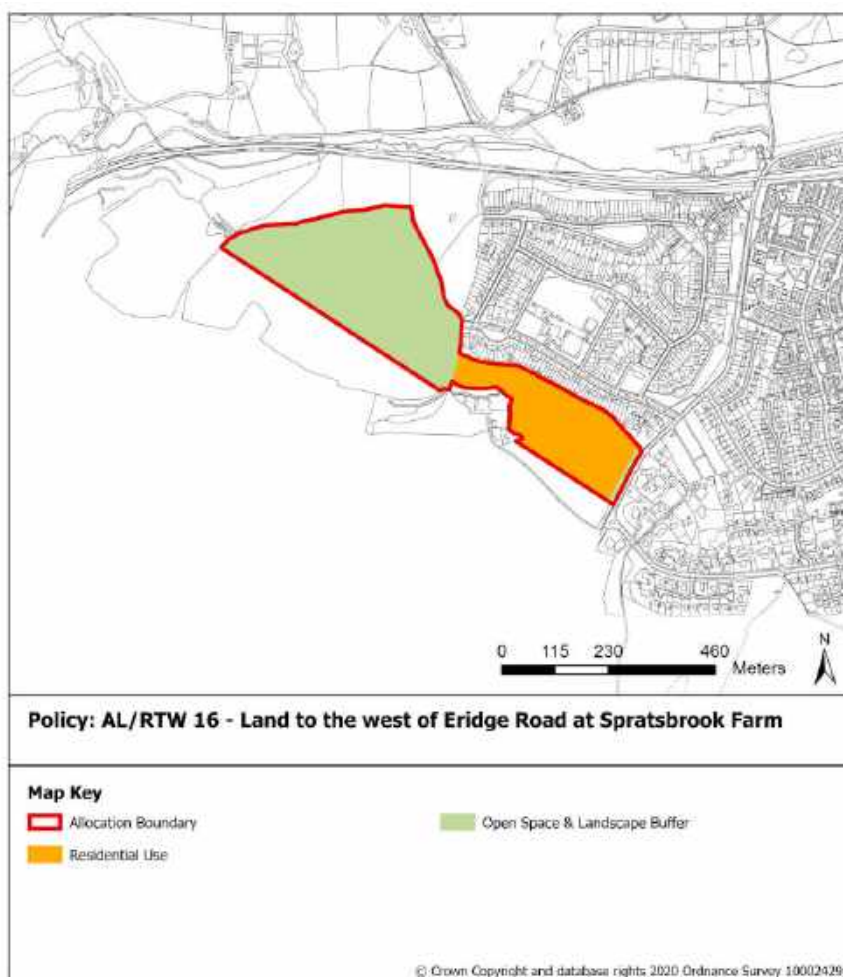 N
0 115 230 460
Meters
Policy: AL/RTW 16 - Land to the west of Eridge Road at Spratsbrook Farm
Map Key
Allocation Boundary
Open Space & Landscape Buffer
Residential Use
© Crown Copyright and database rights 2020 Ordnance Survey 10002429